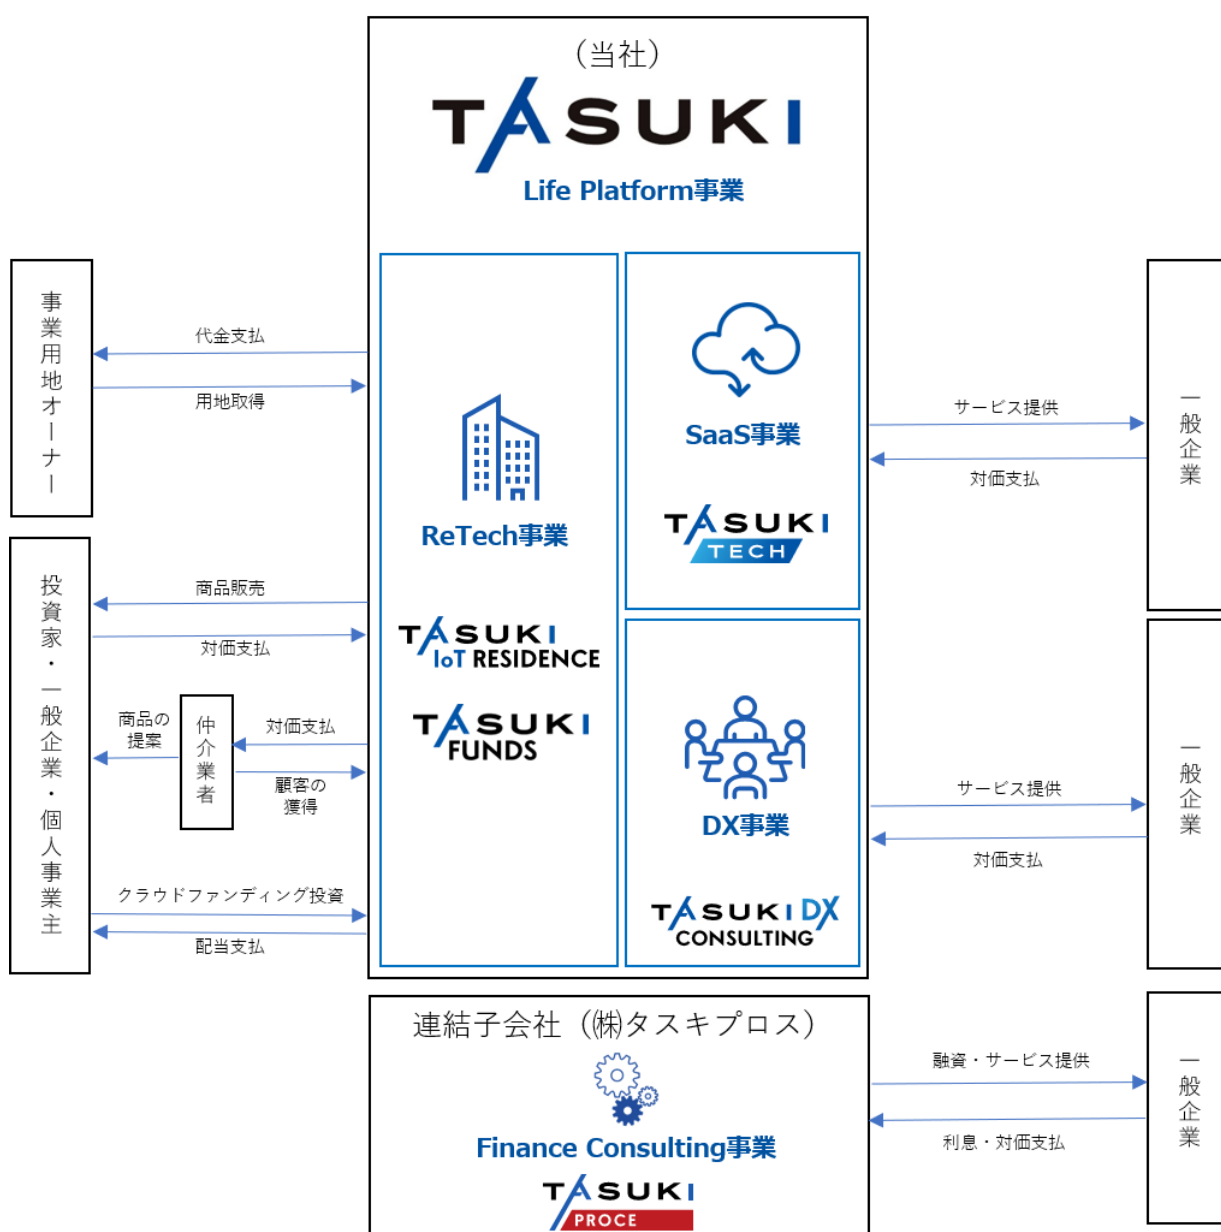 （当社）
TASUKI
Life Platform事業
事業用地オーナー
代金支払
用地取得
投資家・一般企業・個人事業主
商品販売
対価支払
商品の
提案
仲介業者
対価支払
顧客の
獲得
クラウドファンディング投資
配当支払
ReTech事業
TASUKI
IoT RESIDENCE
TASUKI
FUNDS
SaaS事業
TASUKI
TECH
サービス提供
対価支払
一般企業
DX事業
TASUKI DX
CONSULTING
サービス提供
対価支払
一般企業
連結子会社（㈱タスキプロス）
Finance Consulting事業
TASUKI
PROCE
融資・サービス提供
利息・対価支払
一般企業